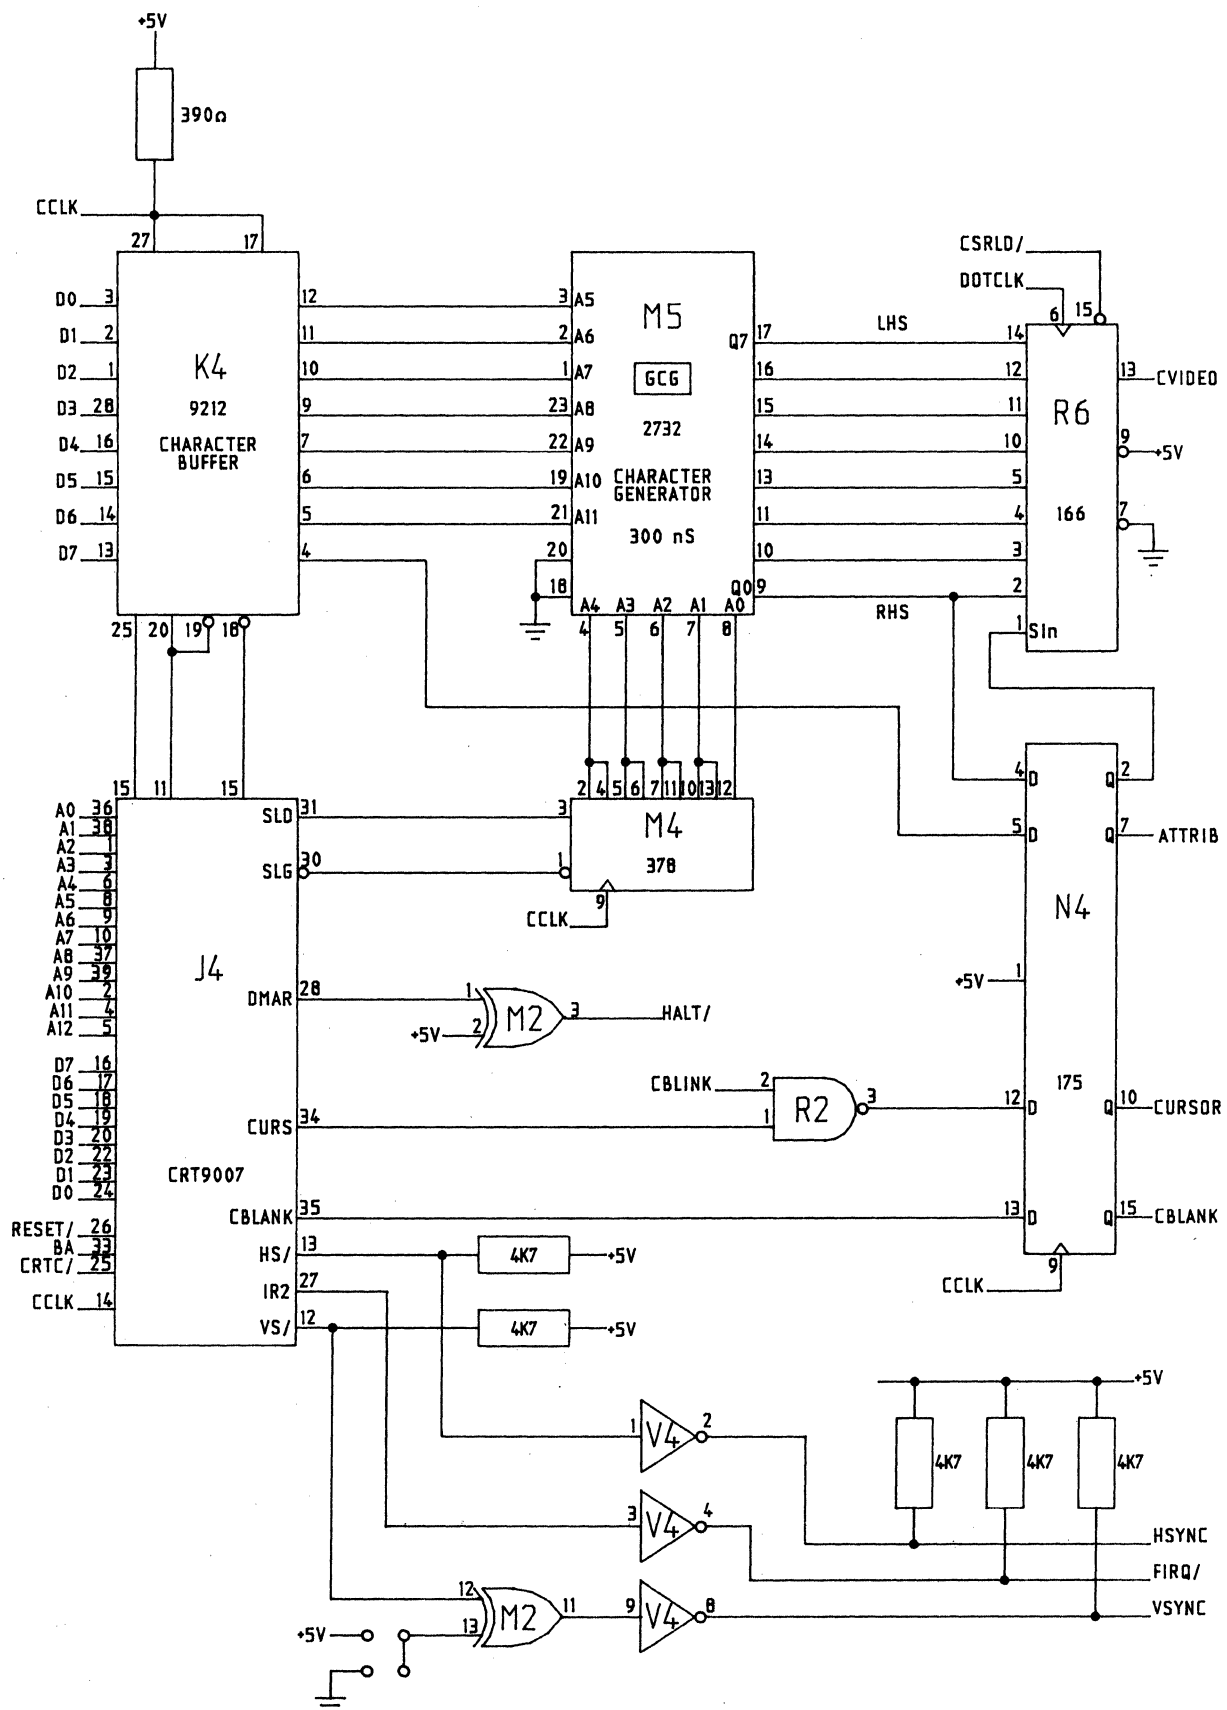 +5V
390Ω
CCLK
27 17
K4
9212
CHARACTER
BUFFER
D0 3 12
D1 2 11
D2 1 10
D3 28 9
D4 16 7
D5 15 6
D6 14 5
D7 13 4
25 20 19 18
M5
GCG
2732
CHARACTER
GENERATOR
300 nS
3 A5
2 A6
1 A7
23 A8
22 A9
19 A10
21 A11
20
18
Q7 17
16
15
14
13
11
10
Q0 9
A4 A3 A2 A1 A0
4 5 6 7 8
LHS
RHS
CSRLD/
DOTCLK
6 15
R6
166
14
12
11
10
5
4
3
2
1 SIn
13 CVIDEO
9 +5V
7
15 11 15
A0 36
A1 38
A2 1
A3 3
A4 6
A5 8
A6 9
A7 10
A8 37
A9 39
A10 2
A11 4
A12 5
D7 16
D6 17
D5 18
D4 19
D3 20
D2 22
D1 23
D0 24
RESET/ 26
BA 33
CRTC/ 25
CCLK 14
J4
CRT9007
SLD 31
SLG 30
DMAR 28
CURS 34
CBLANK 35
HS/ 13
IR2 27
VS/ 12
2 4 5 6 7 11 10 13 12
3
1
M4
378
9
CCLK
1
+5V 2
M2
3 HALT/
CBLINK 2
1
R2
3
N4
175
4 D Q 2
5 D Q 7 ATTRIB
+5V 1
12 D Q 10 CURSOR
13 D Q 15 CBLANK
9
CCLK
4K7 +5V
4K7 +5V
1 V4 2
3 V4 4
12
13
M2
11
9 V4 8
+5V
+5V
4K7 4K7 4K7
HSYNC
FIRQ/
VSYNC